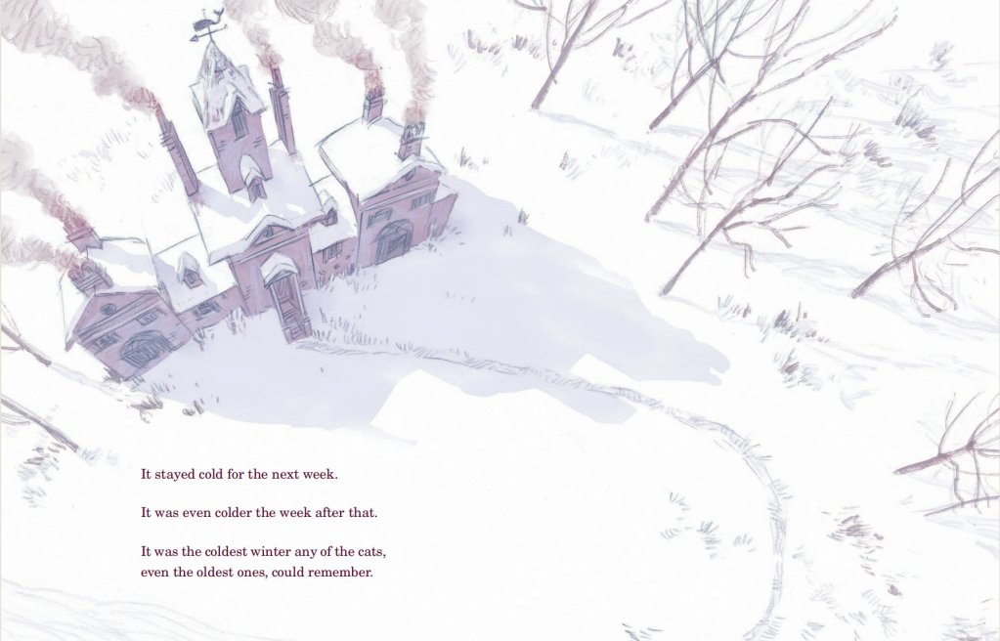 It stayed cold for the next week.
It was even colder the week after that.
It was the coldest winter any of the cats,
even the oldest ones, could remember.